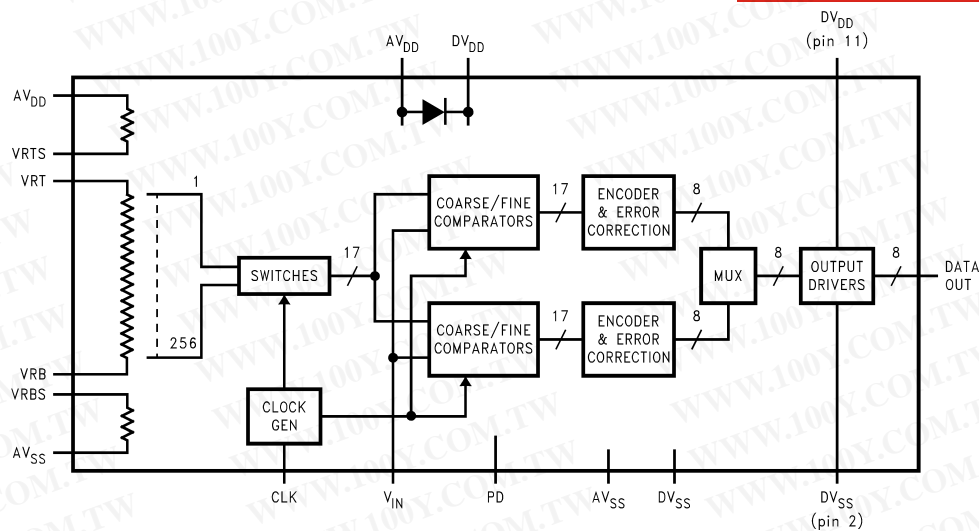 DVDD
(pin 11)
AVDD DVDD
AVDD
VRTS
VRT
1
256
VRB
VRBS
AVSS
SWITCHES
17
CLOCK
GEN
COARSE/FINE
COMPARATORS
17
ENCODER
& ERROR
CORRECTION
8
COARSE/FINE
COMPARATORS
17
ENCODER
& ERROR
CORRECTION
8
MUX
8
OUTPUT
DRIVERS
8
DATA
OUT
CLK
VIN
PD
AVSS
DVSS
DVSS
(pin 2)
WWW.100Y.COM.TW